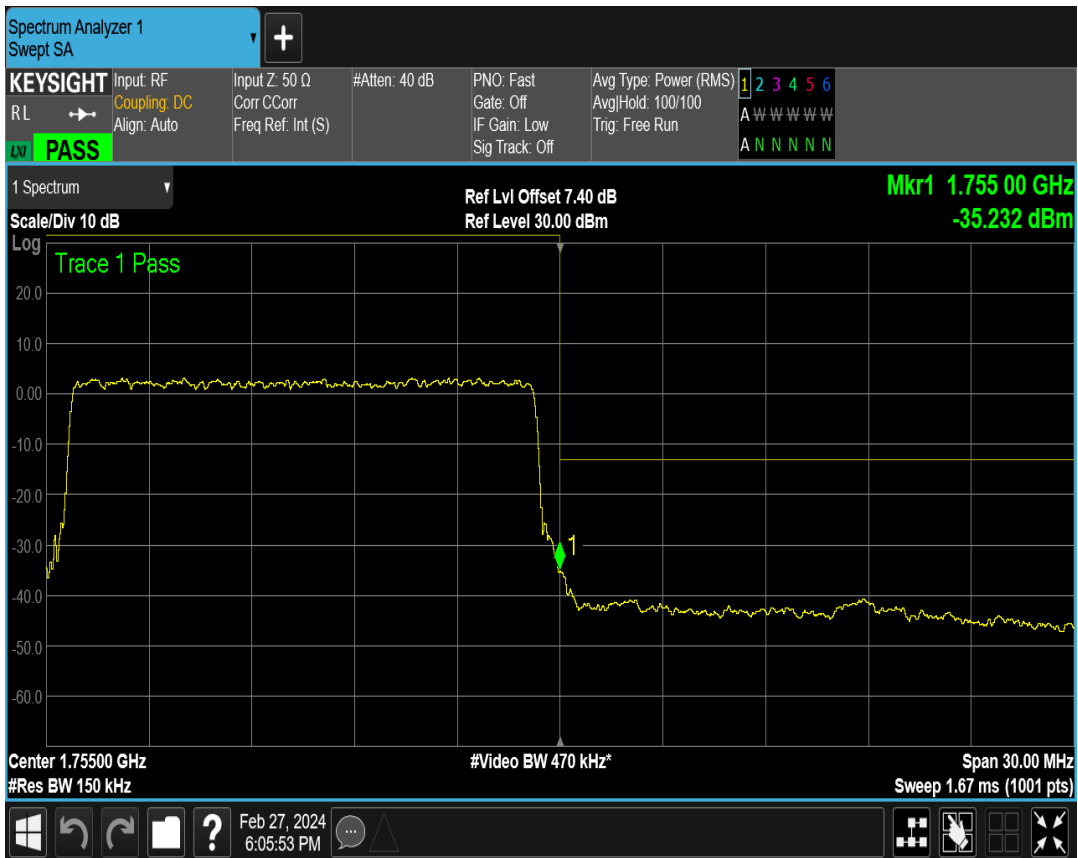 Spectrum Analyzer 1
Swept SA
+
KEYSIGHT
RL
LXI PASS
Input: RF
Coupling: DC
Align: Auto
Input Z: 50 Ω
Corr CCorr
Freq Ref: Int (S)
#Atten: 40 dB
PNO: Fast
Gate: Off
IF Gain: Low
Sig Track: Off
Avg Type: Power (RMS)
Avg|Hold: 100/100
Trig: Free Run
1 2 3 4 5 6
A W W W W W
A N N N N N
1 Spectrum
Scale/Div 10 dB
Ref Lvl Offset 7.40 dB
Ref Level 30.00 dBm
Mkr1 1.755 00 GHz
-35.232 dBm
Log
Trace 1 Pass
20.0
10.0
0.00
-10.0
-20.0
-30.0
-40.0
-50.0
-60.0
1
Center 1.75500 GHz
#Res BW 150 kHz
#Video BW 470 kHz*
Span 30.00 MHz
Sweep 1.67 ms (1001 pts)
?
Feb 27, 2024
6:05:53 PM